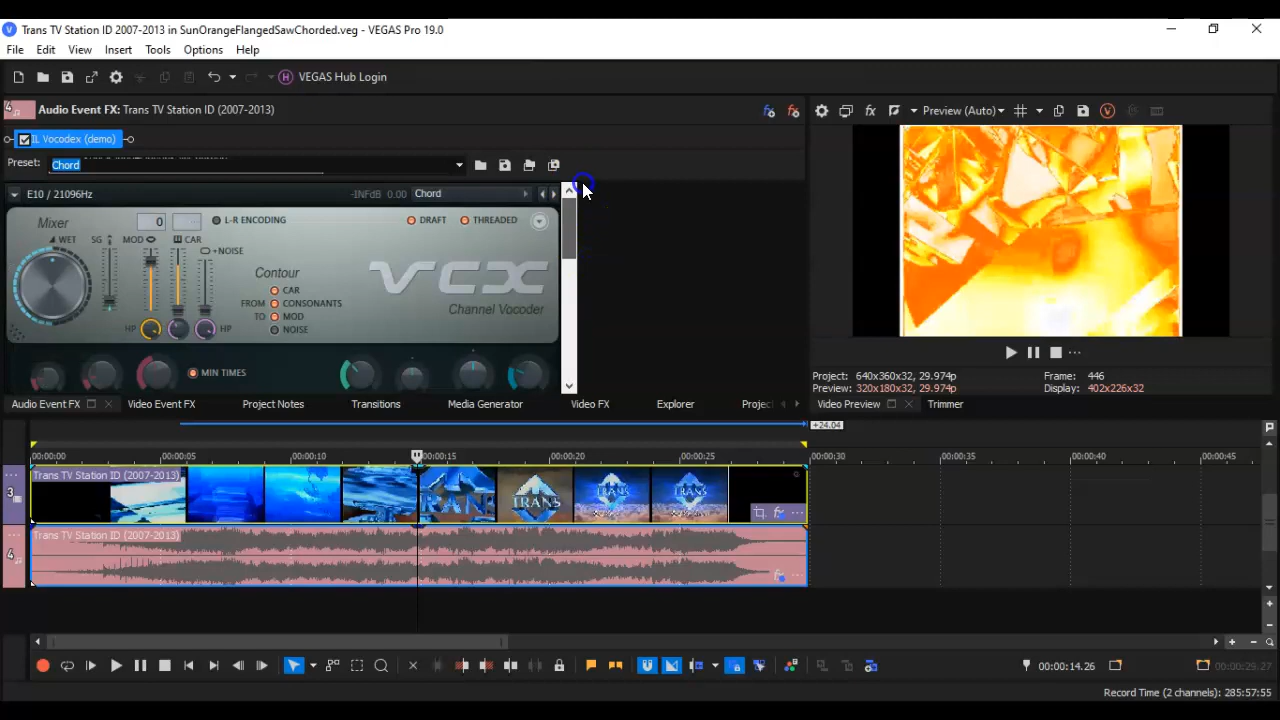 Trans TV Station ID 2007-2013 in SunOrangeFlangedSawChorded.veg - VEGAS Pro 19.0
File Edit View Insert Tools Options Help
VEGAS Hub Login
4 Audio Event FX: Trans TV Station ID (2007-2013)
IL Vocodex (demo)
Preset: Chord
Preview (Auto)
E10 / 21096Hz -INFdB 0.00 Chord
Mixer 0 L-R ENCODING DRAFT THREADED
WET SG MOD CAR
NOISE
Contour
CAR
FROM CONSONANTS
TO MOD
NOISE
HP HP
VCX
Channel Vocoder
MIN TIMES
Project: 640x360x32, 29.974p Frame: 446
Preview: 320x180x32, 29.974p Display: 402x226x32
Audio Event FX Video Event FX Project Notes Transitions Media Generator Video FX Explorer Projec Video Preview Trimmer
+24.04
00:00:00 00:00:05 00:00:10 00:00:15 00:00:20 00:00:25 00:00:30 00:00:35 00:00:40 00:00:45
3 Trans TV Station ID (2007-2013)
TRANS TRANS TRANS TRANS
4 Trans TV Station ID (2007-2013)
00:00:14.26 00:00:29.27
Record Time (2 channels): 285:57:55